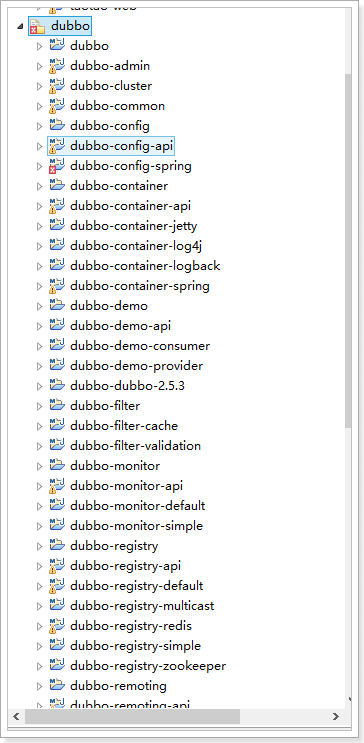 taotao-web
dubbo
dubbo
dubbo-admin
dubbo-cluster
dubbo-common
dubbo-config
dubbo-config-api
dubbo-config-spring
dubbo-container
dubbo-container-api
dubbo-container-jetty
dubbo-container-log4j
dubbo-container-logback
dubbo-container-spring
dubbo-demo
dubbo-demo-api
dubbo-demo-consumer
dubbo-demo-provider
dubbo-dubbo-2.5.3
dubbo-filter
dubbo-filter-cache
dubbo-filter-validation
dubbo-monitor
dubbo-monitor-api
dubbo-monitor-default
dubbo-monitor-simple
dubbo-registry
dubbo-registry-api
dubbo-registry-default
dubbo-registry-multicast
dubbo-registry-redis
dubbo-registry-simple
dubbo-registry-zookeeper
dubbo-remoting
dubbo-remoting-api